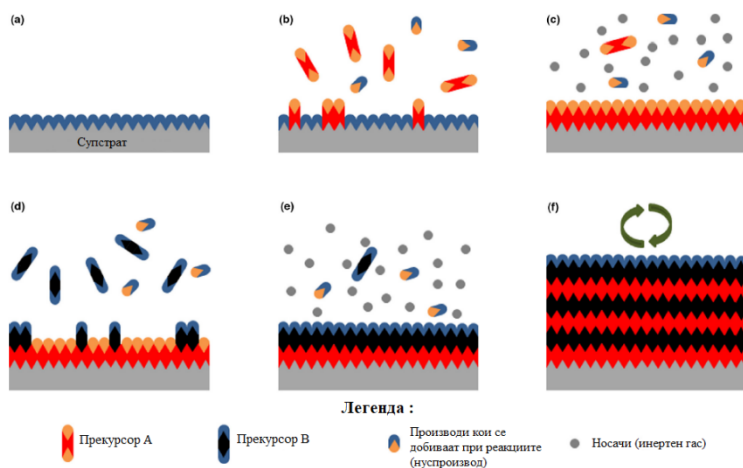 (a)
(b)
(c)
Супстрат
(d)
(e)
(f)
Легенда :
Прекурсор А
Прекурсор В
Производи кои се
добиваат при реакциите
(нуспроизвод)
Носачи (инертен гас)